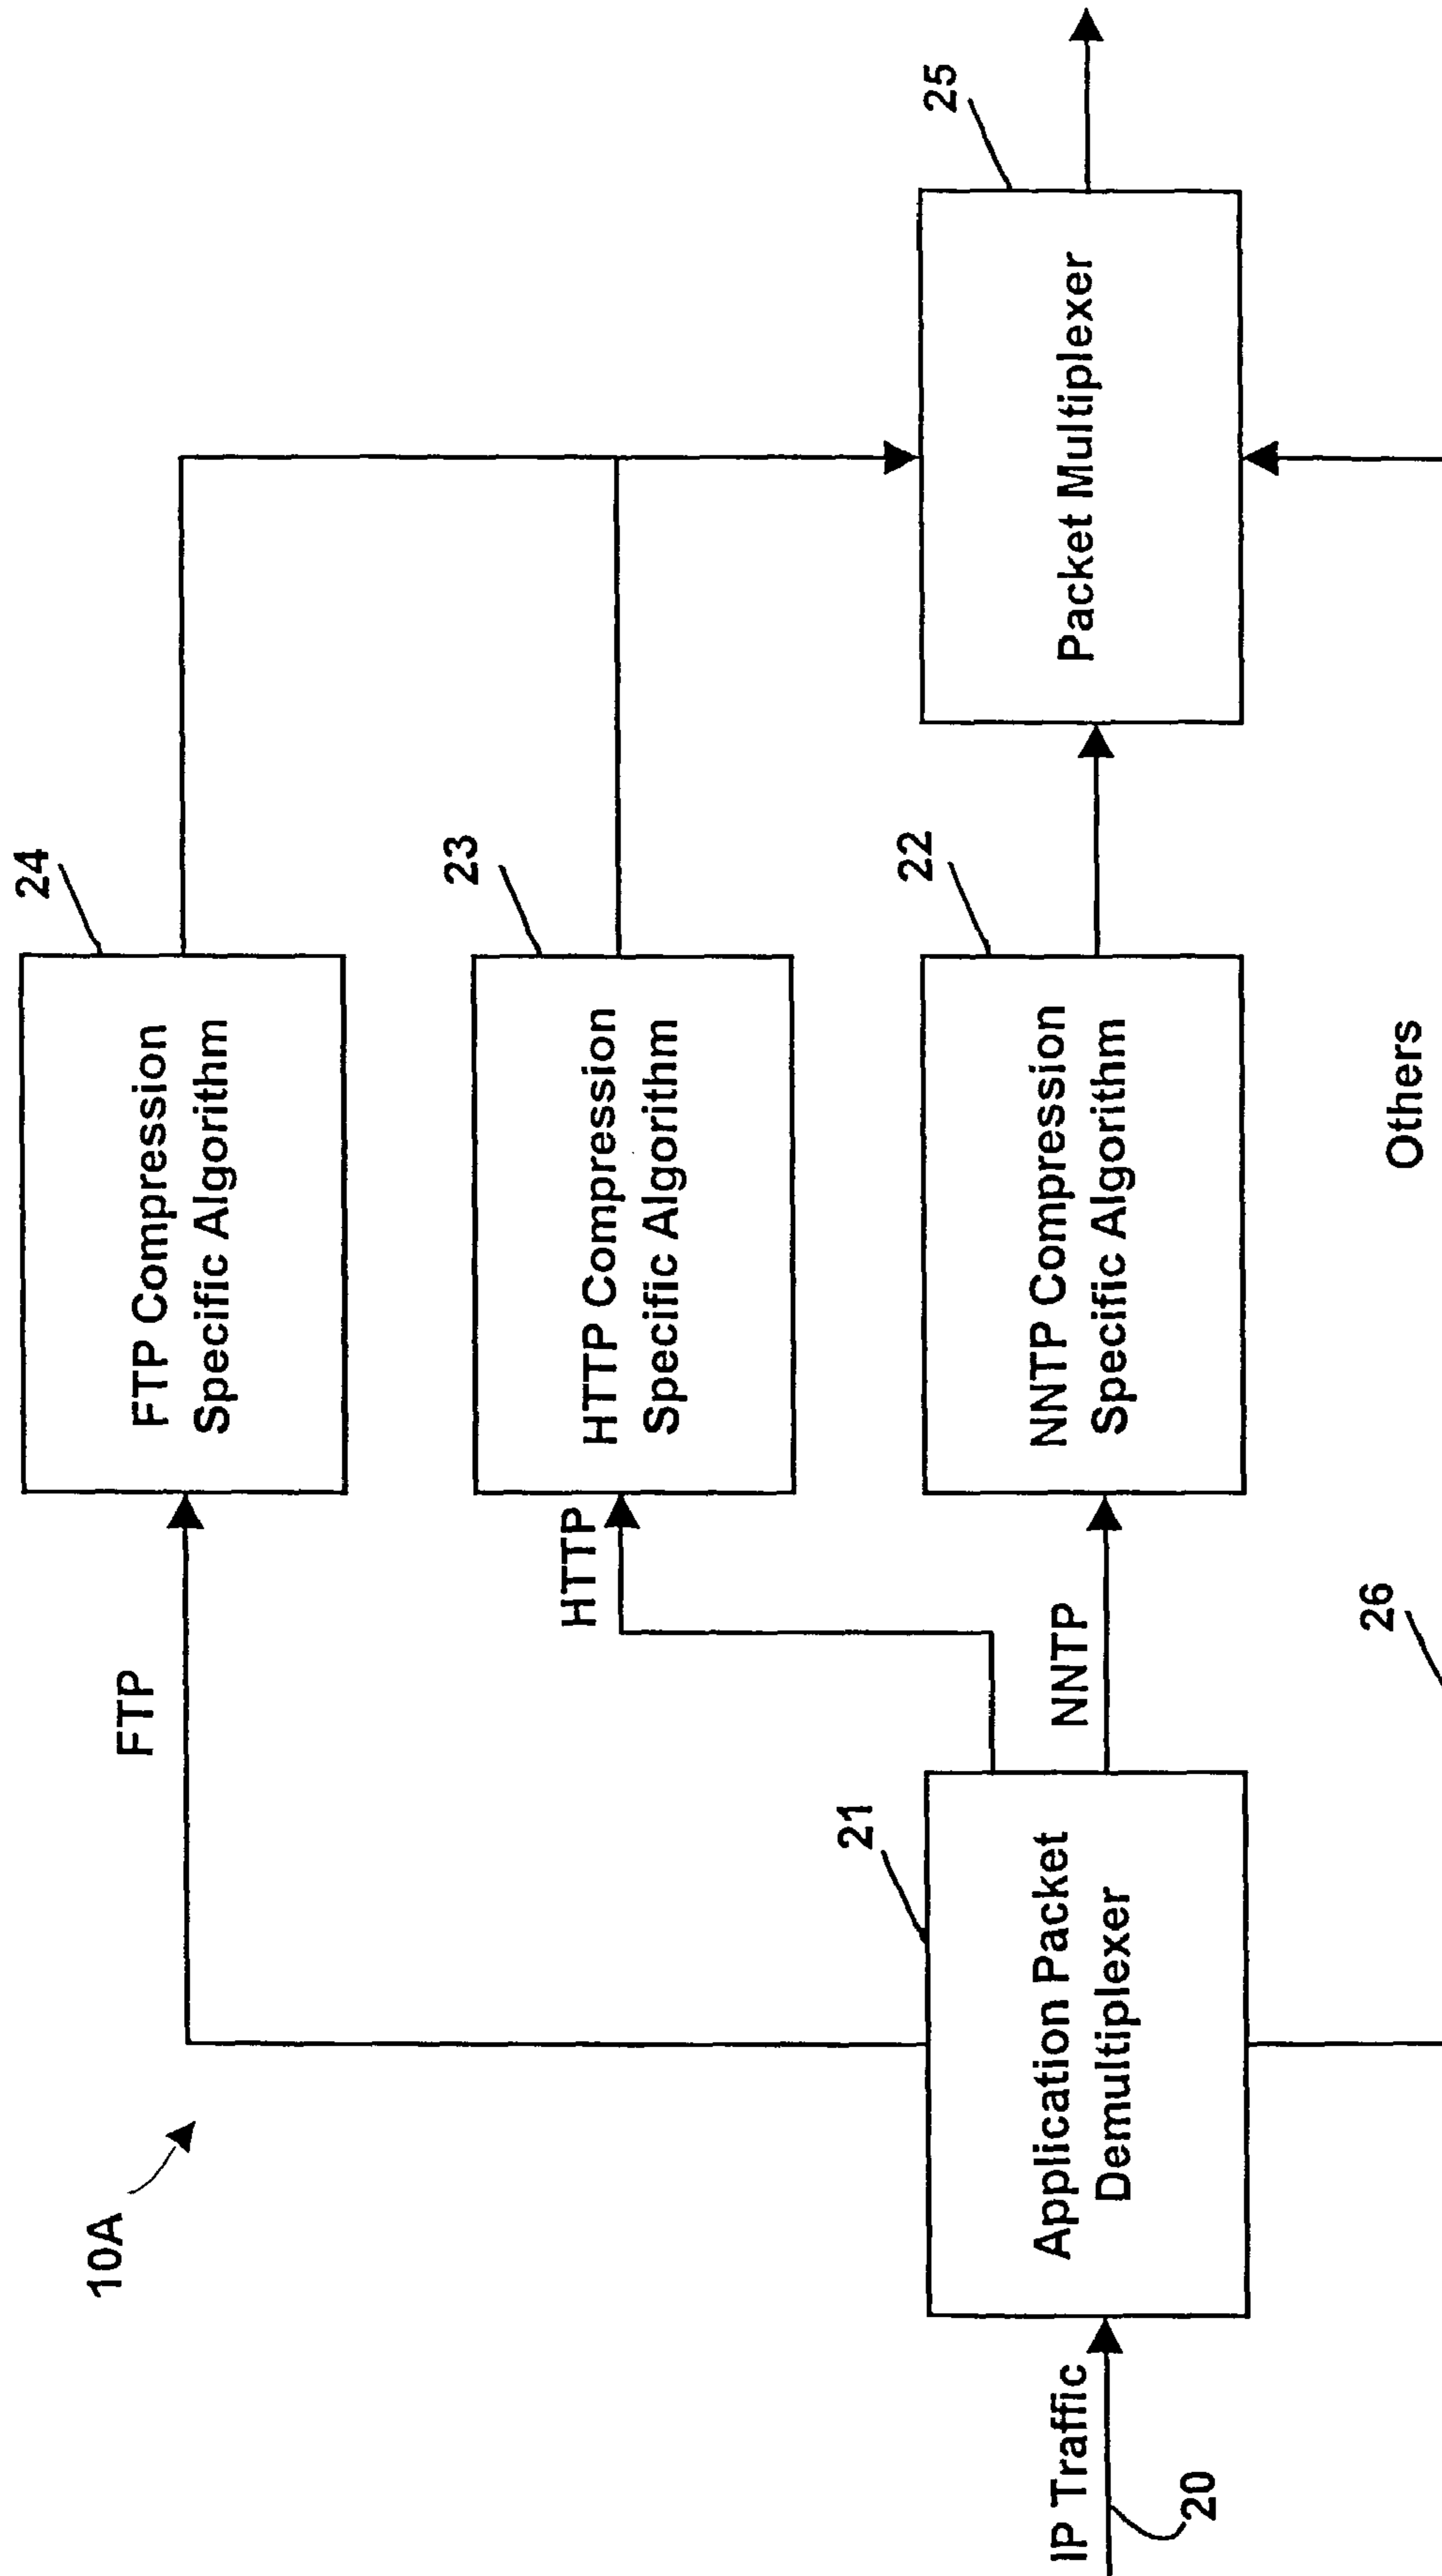 10A
FTP
24
FTP Compression
Specific Algorithm
HTTP
23
HTTP Compression
Specific Algorithm
IP Traffic
20
21
Application Packet
Demultiplexer
NNTP
22
NNTP Compression
Specific Algorithm
25
Packet Multiplexer
26
Others